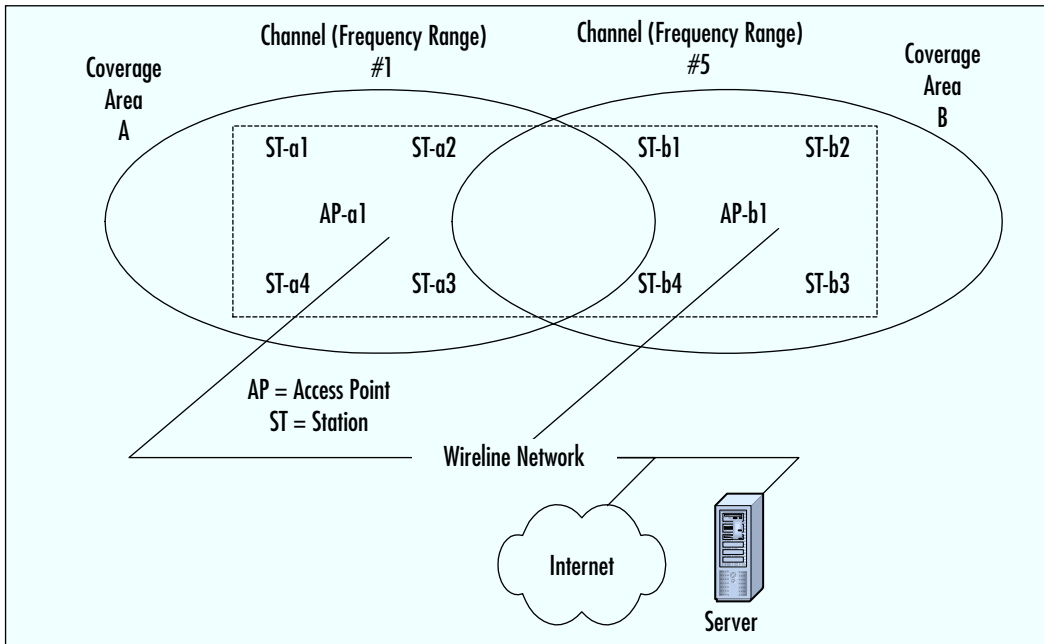 Channel (Frequency Range)
#1
Channel (Frequency Range)
#5
Coverage
Area
A
Coverage
Area
B
ST-a1
ST-a2
ST-b1
ST-b2
AP-a1
AP-b1
ST-a4
ST-a3
ST-b4
ST-b3
AP = Access Point
ST = Station
Wireline Network
Internet
Server